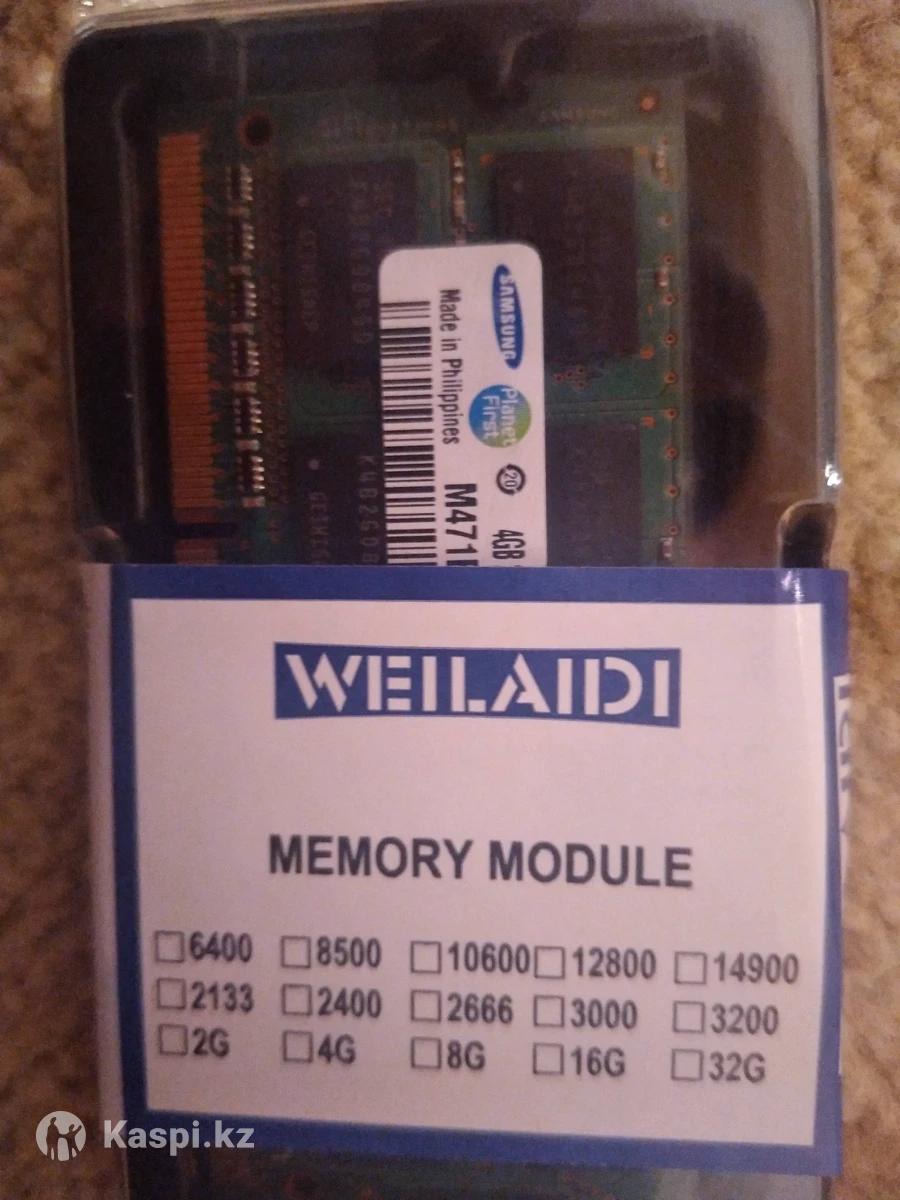 SAMSUNG
Made in Philippines
Planet First
20
4GB
M471
WEILAIDI
MEMORY MODULE
6400 8500 10600 12800 14900
2133 2400 2666 3000 3200
2G 4G 8G 16G 32G
Kaspi.kz